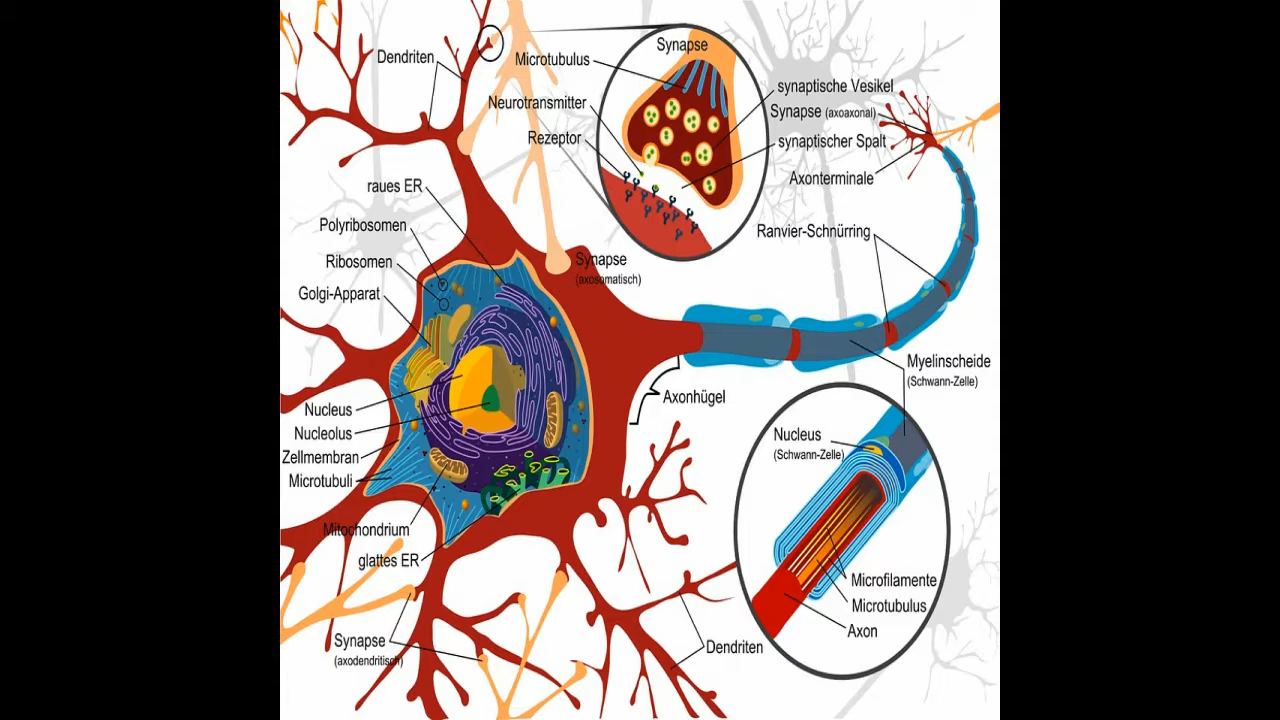 Synapse
Dendriten
Microtubulus
synaptische Vesikel
Neurotransmitter
Synapse (axoaxonal)
Rezeptor
synaptischer Spalt
Axonterminale
raues ER
Polyribosomen
Ranvier-Schnürring
Ribosomen
Synapse
(axosomatisch)
Golgi-Apparat
Myelinscheide
(Schwann-Zelle)
Axonhügel
Nucleus
Nucleolus
Nucleus
(Schwann-Zelle)
Zellmembran
Microtubuli
Mitochondrium
glattes ER
Microfilamente
Microtubulus
Axon
Synapse
(axodendritisch)
Dendriten